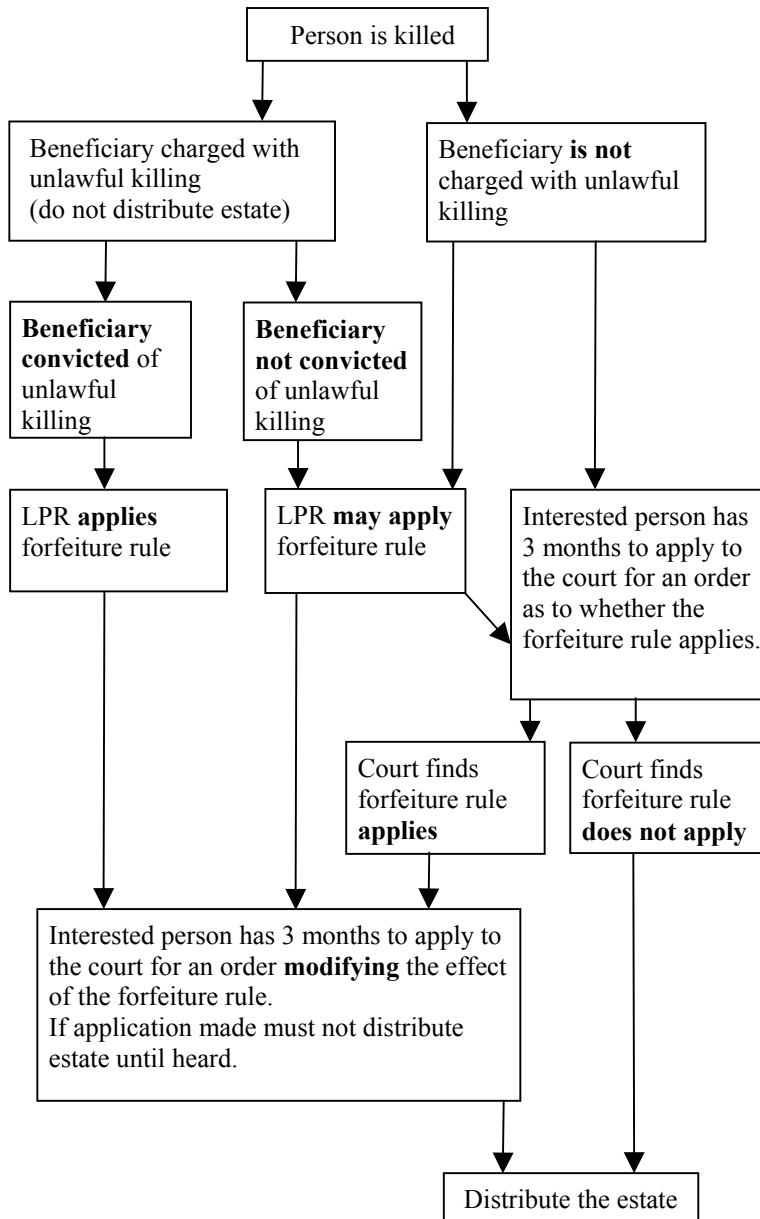 Person is killed
Beneficiary charged with
unlawful killing
(do not distribute estate)
Beneficiary is not
charged with unlawful
killing
Beneficiary
convicted of
unlawful
killing
Beneficiary
not convicted
of unlawful
killing
LPR applies
forfeiture rule
LPR may apply
forfeiture rule
Interested person has
3 months to apply to
the court for an order
as to whether the
forfeiture rule applies.
Court finds
forfeiture rule
applies
Court finds
forfeiture rule
does not apply
Interested person has 3 months to apply to
the court for an order modifying the effect
of the forfeiture rule.
If application made must not distribute
estate until heard.
Distribute the estate